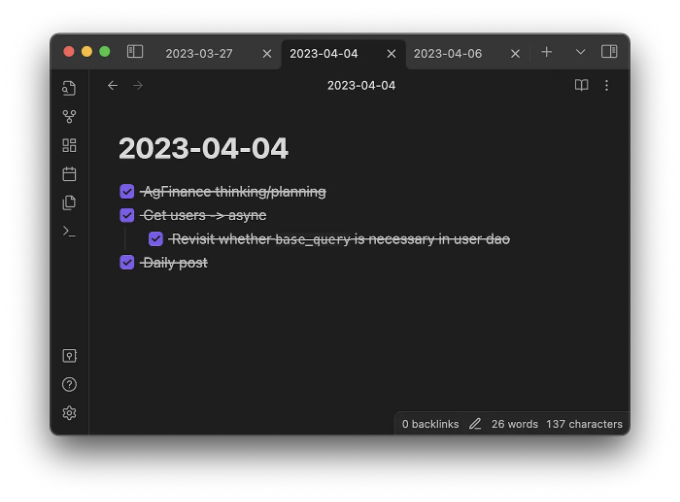 2023-03-27 2023-04-04 2023-04-06
2023-04-04
2023-04-04
AgFinance thinking/planning
Get users -> async
Revisit whether base_query is necessary in user dao
Daily post
0 backlinks 26 words 137 characters